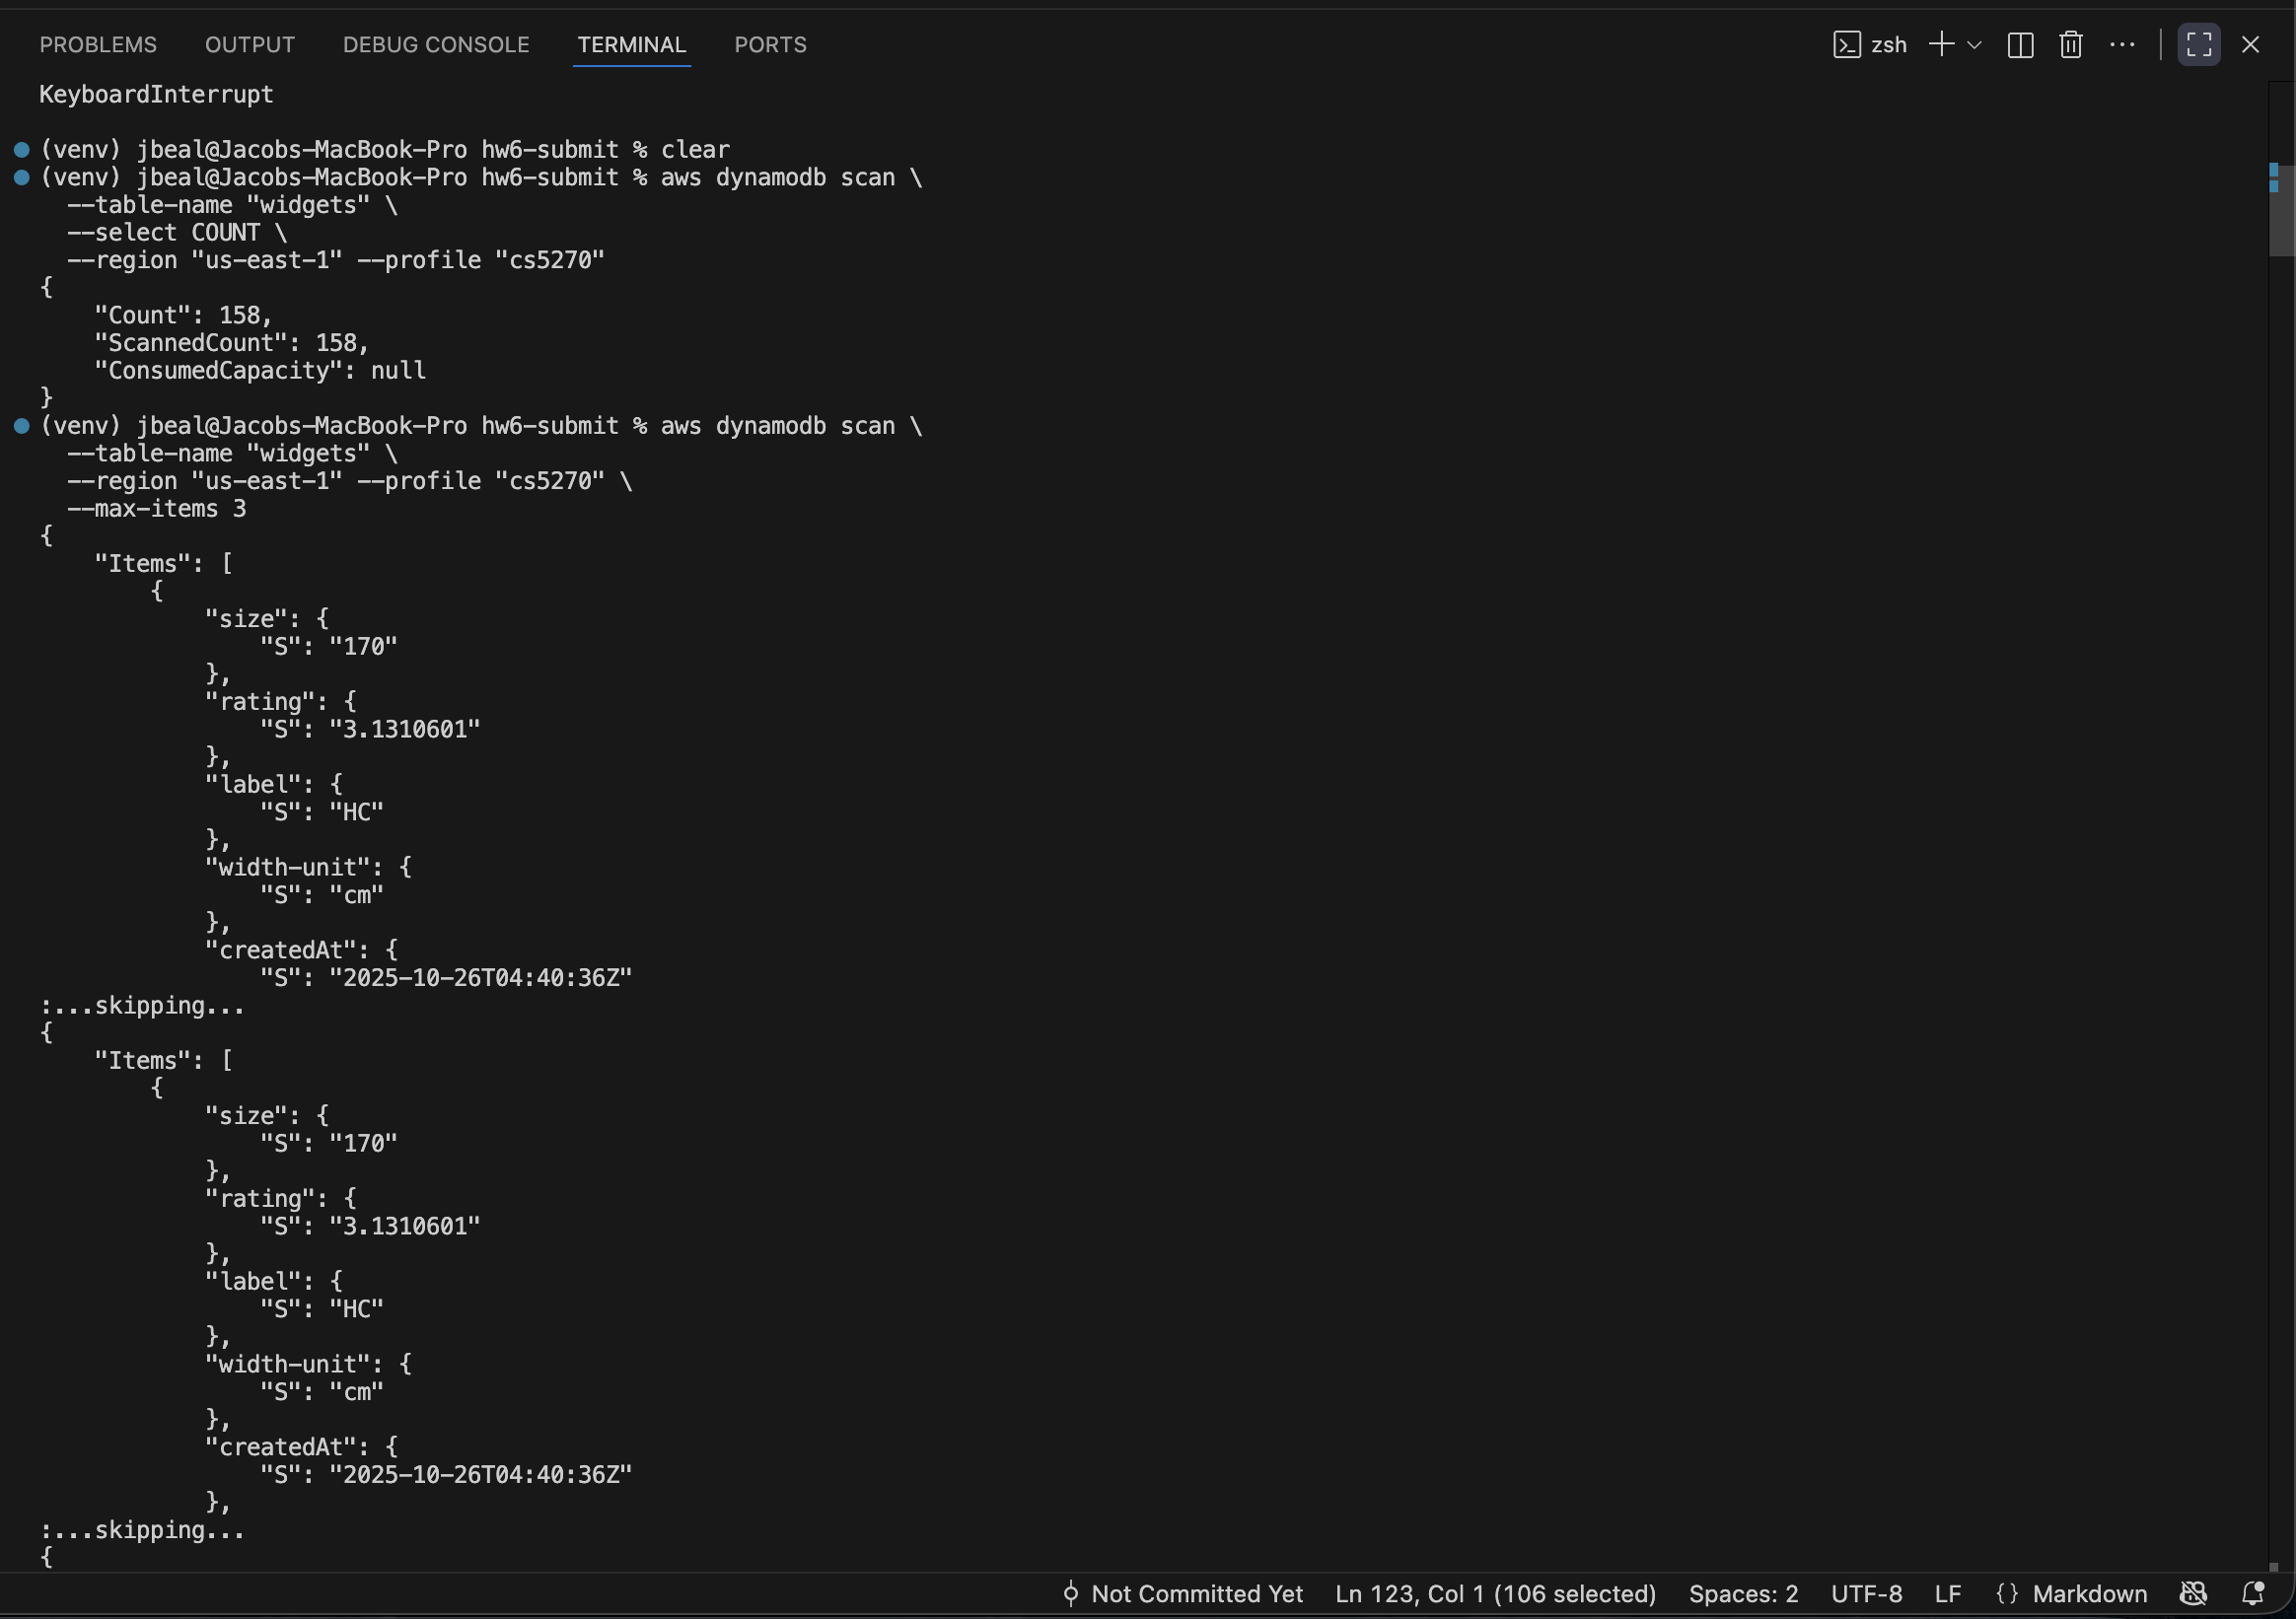 PROBLEMS OUTPUT DEBUG CONSOLE TERMINAL PORTS zsh
KeyboardInterrupt
(venv) jbeal@Jacobs-MacBook-Pro hw6-submit % clear
(venv) jbeal@Jacobs-MacBook-Pro hw6-submit % aws dynamodb scan \
  --table-name "widgets" \
  --select COUNT \
  --region "us-east-1" --profile "cs5270"
{
    "Count": 158,
    "ScannedCount": 158,
    "ConsumedCapacity": null
}
(venv) jbeal@Jacobs-MacBook-Pro hw6-submit % aws dynamodb scan \
  --table-name "widgets" \
  --region "us-east-1" --profile "cs5270" \
  --max-items 3
{
    "Items": [
        {
            "size": {
                "S": "170"
            },
            "rating": {
                "S": "3.1310601"
            },
            "label": {
                "S": "HC"
            },
            "width-unit": {
                "S": "cm"
            },
            "createdAt": {
                "S": "2025-10-26T04:40:36Z"
:...skipping...
{
    "Items": [
        {
            "size": {
                "S": "170"
            },
            "rating": {
                "S": "3.1310601"
            },
            "label": {
                "S": "HC"
            },
            "width-unit": {
                "S": "cm"
            },
            "createdAt": {
                "S": "2025-10-26T04:40:36Z"
            },
:...skipping...
{
Not Committed Yet Ln 123, Col 1 (106 selected) Spaces: 2 UTF-8 LF {} Markdown